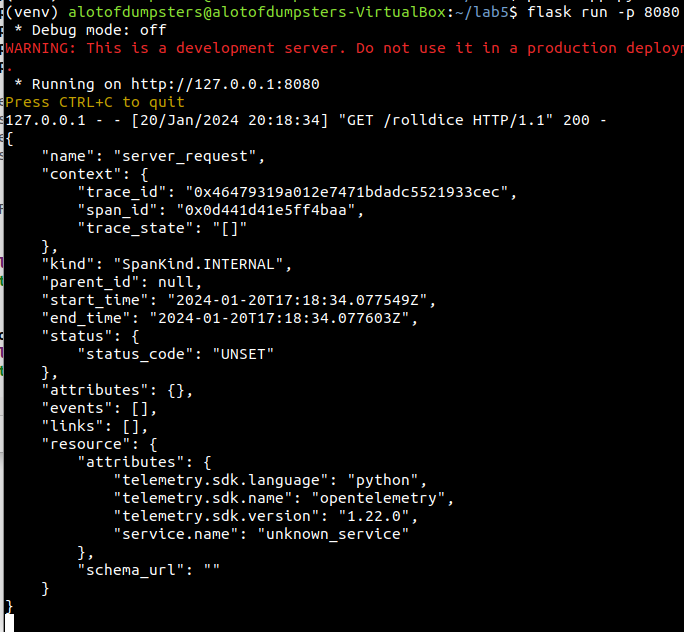 (venv) alotofdumpsters@alotofdumpsters-VirtualBox:~/lab5$ flask run -p 8080
 * Debug mode: off
WARNING: This is a development server. Do not use it in a production deploym
.
 * Running on http://127.0.0.1:8080
Press CTRL+C to quit
127.0.0.1 - - [20/Jan/2024 20:18:34] "GET /rolldice HTTP/1.1" 200 -
{
    "name": "server_request",
    "context": {
        "trace_id": "0x46479319a012e7471bdadc5521933cec",
        "span_id": "0x0d441d41e5ff4baa",
        "trace_state": "[]"
    },
    "kind": "SpanKind.INTERNAL",
    "parent_id": null,
    "start_time": "2024-01-20T17:18:34.077549Z",
    "end_time": "2024-01-20T17:18:34.077603Z",
    "status": {
        "status_code": "UNSET"
    },
    "attributes": {},
    "events": [],
    "links": [],
    "resource": {
        "attributes": {
            "telemetry.sdk.language": "python",
            "telemetry.sdk.name": "opentelemetry",
            "telemetry.sdk.version": "1.22.0",
            "service.name": "unknown_service"
        },
        "schema_url": ""
    }
}